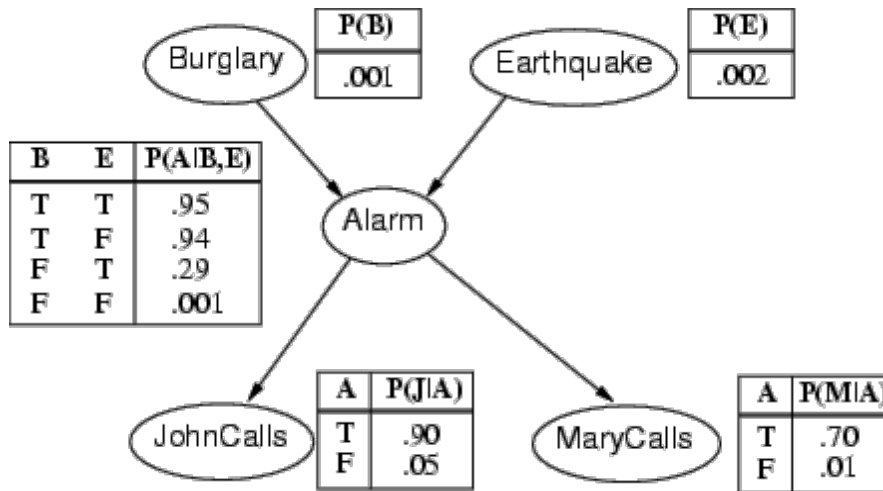 Burglary
P(B)
.001
Earthquake
P(E)
.002
B E P(A|B,E)
T T .95
T F .94
F T .29
F F .001
Alarm
JohnCalls
A P(J|A)
T .90
F .05
MaryCalls
A P(M|A)
T .70
F .01